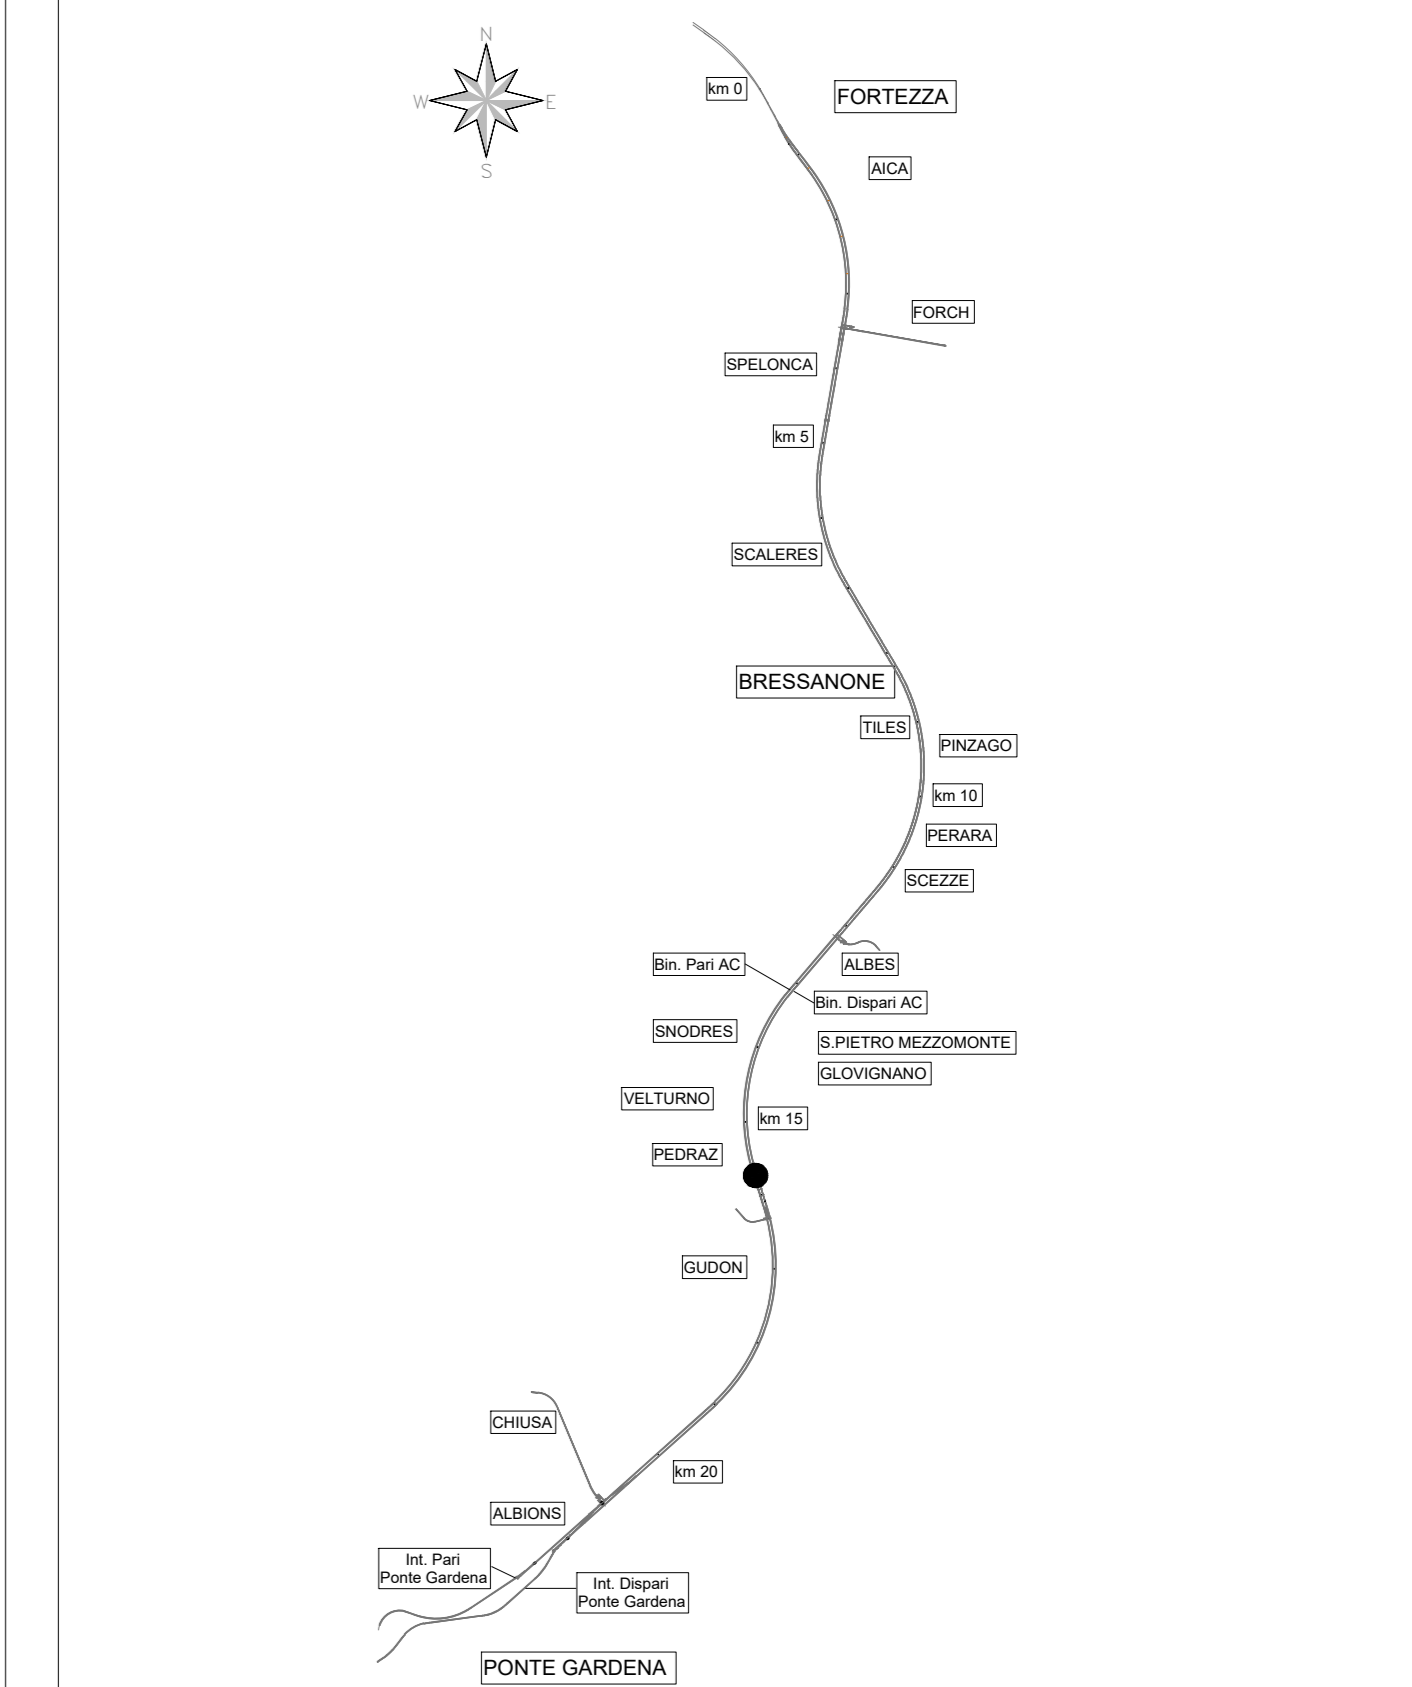 N
km 0
FORTEZZA
W
E
AICA
S
FORCH
SPELONCA
km 5
SCALERES
BRESSANONE
TILES
PINZAGO
km 10
PERARA
SCEZZE
Bin. Pari AC
ALBES
Bin. Dispari AC
SNODRES
S.PIETRO MEZZOMONTE
GLOVIGNANO
VELTURNO
km 15
PEDRAZ
GUDON
CHIUSA
km 20
ALBIONS
Int. Pari
Ponte Gardena
Int. Dispari
Ponte Gardena
PONTE GARDENA